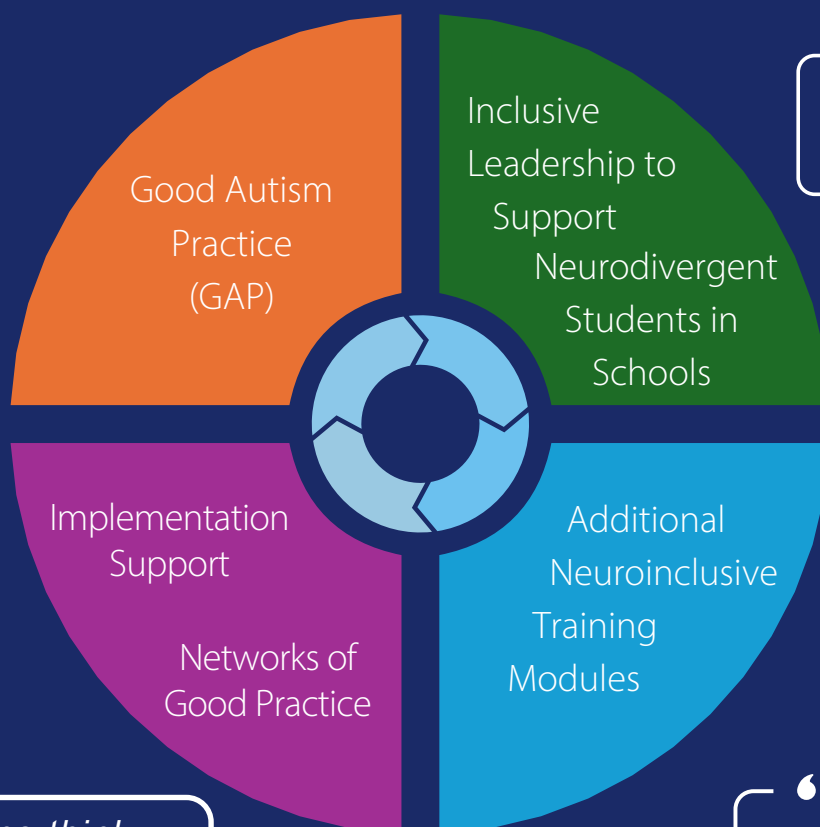 Good Autism
Practice
(GAP)
Inclusive
Leadership to
Support
Neurodivergent
Students in
Schools
Implementation
Support
Networks of
Good Practice
Additional
Neuroinclusive
Training
Modules